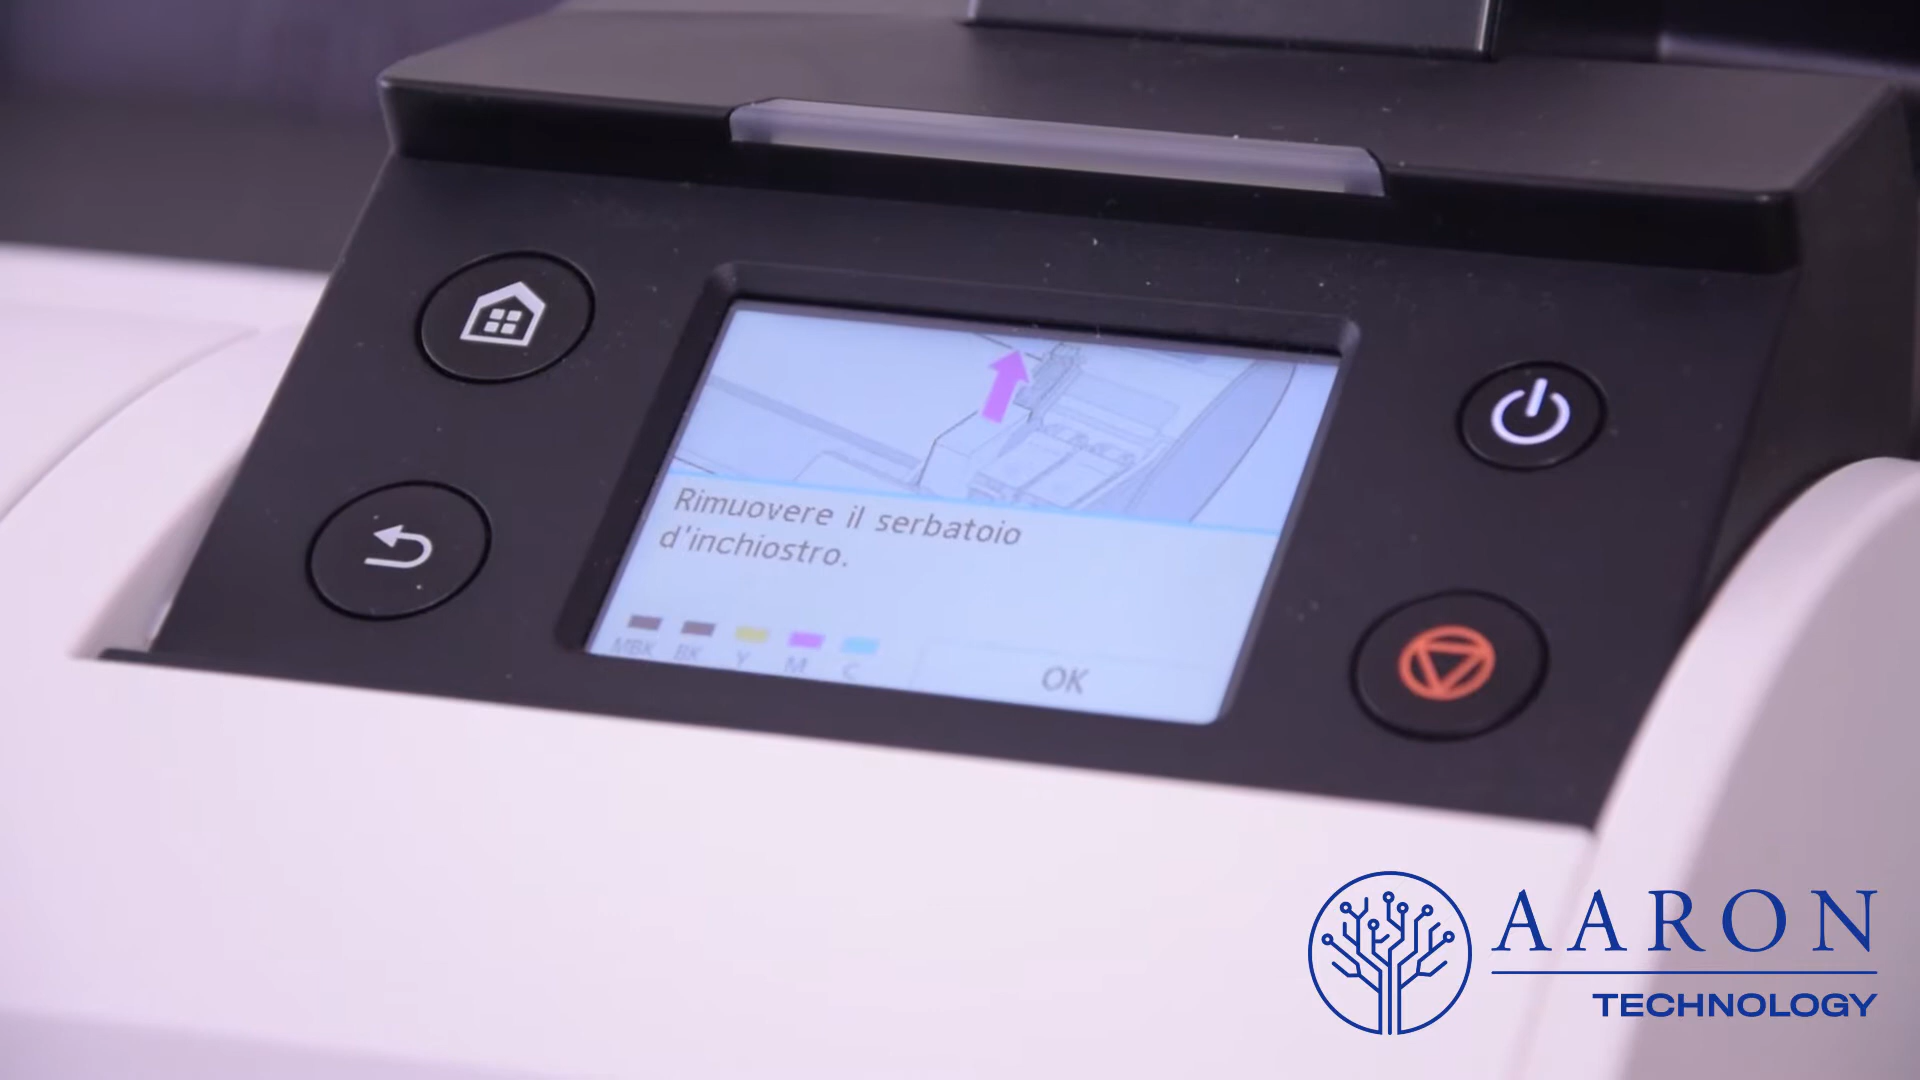 Rimuovere il serbatoio
d'inchiostro.
MBK BK Y M C
OK
AARON
TECHNOLOGY